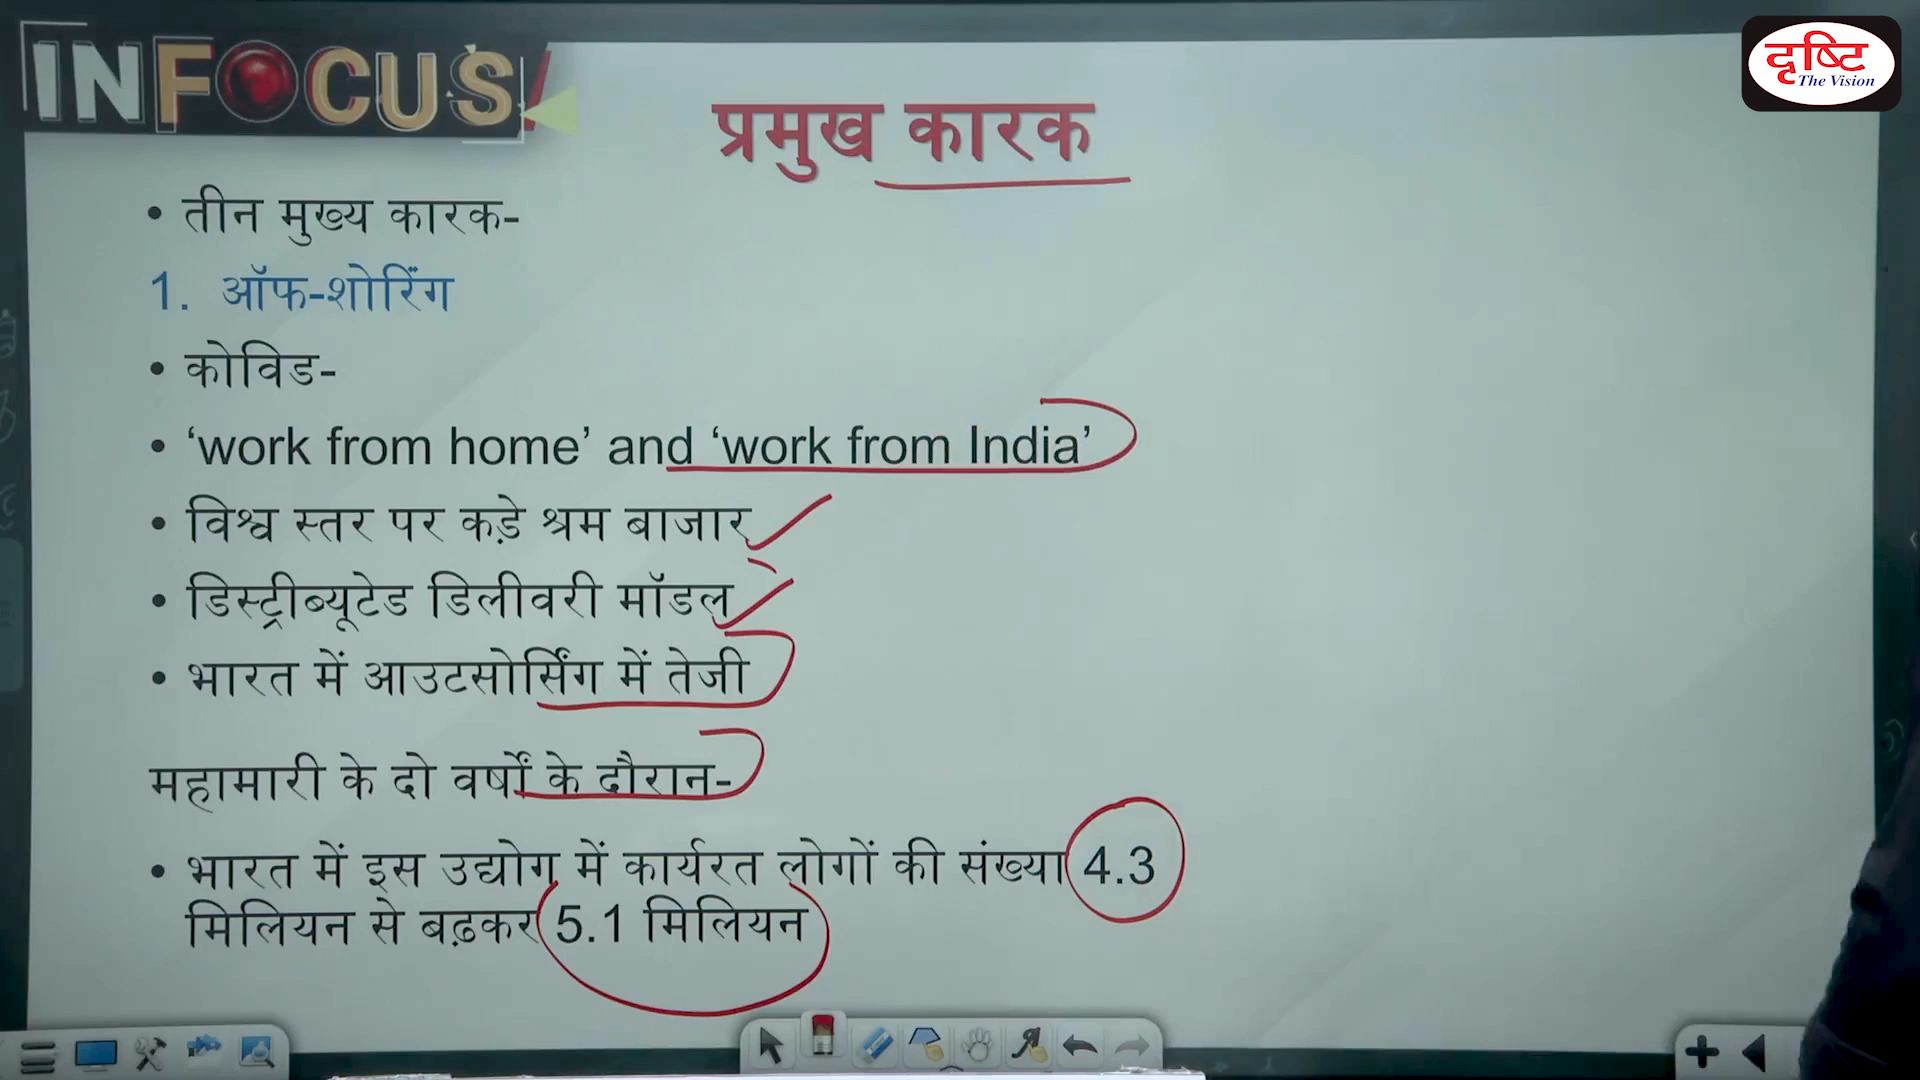 INFOCUS
दृष्टि
The Vision
प्रमुख कारक
• तीन मुख्य कारक-
1. ऑफ-शोरिंग
• कोविड-
• ‘work from home’ and ‘work from India’
• विश्व स्तर पर कड़े श्रम बाजार
• डिस्ट्रीब्यूटेड डिलीवरी मॉडल
• भारत में आउटसोर्सिंग में तेजी
महामारी के दो वर्षों के दौरान-
• भारत में इस उद्योग में कार्यरत लोगों की संख्या 4.3
मिलियन से बढ़कर 5.1 मिलियन